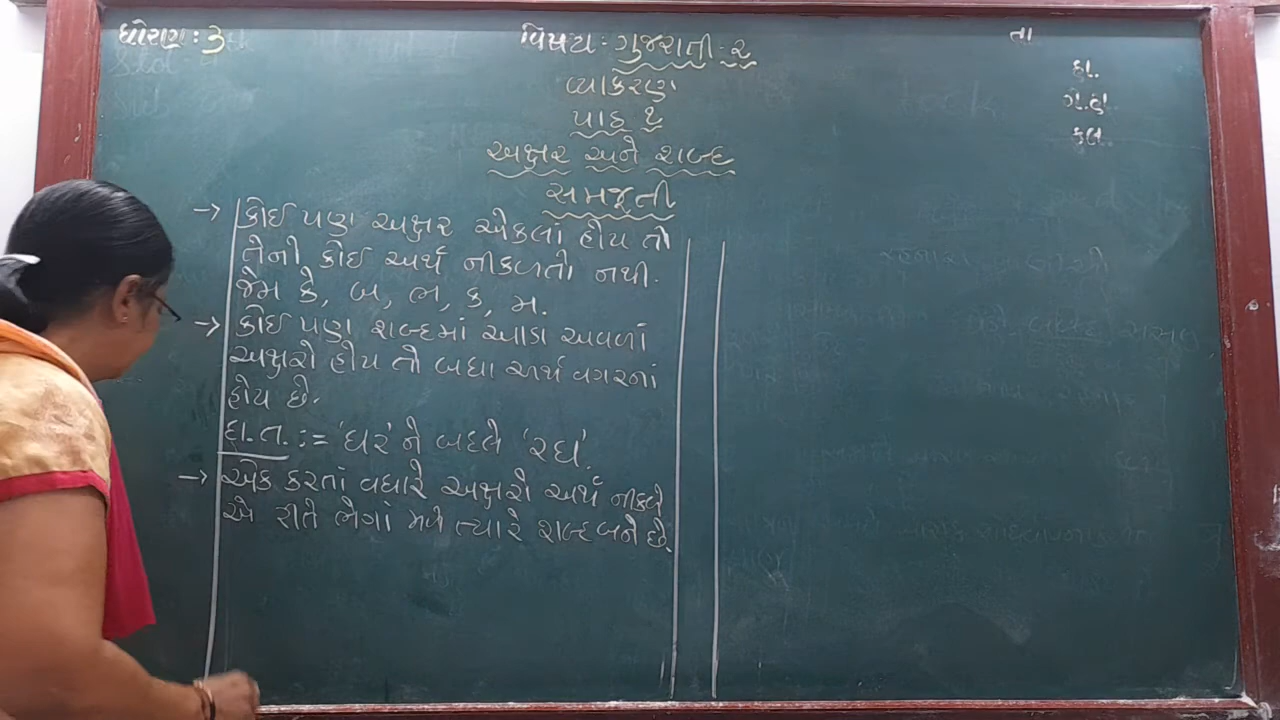 ધોરણ : 3
વિષય : ગુજરાતી - ૨
તા
વ્યાકરણ
હા.
પાઠ ૧
ગે.હા
અક્ષર અને શબ્દ
કુલ.
સમજૂતી
→ કોઈ પણ અક્ષર એકલાં હોય તો
તેનો કોઈ અર્થ નીકળતો નથી.
જેમ કે, બ, ભ, ક, મ.
→ કોઈ પણ શબ્દમાં આડા અવળાં
અક્ષરો હોય તો બધા અર્થ વગરનાં
હોય છે.
દા.ત. := 'ઘર' ને બદલે 'રઘ'.
→ એક કરતાં વધારે અક્ષરો અર્થ નીકળે
એ રીતે ભેગાં મળે ત્યારે શબ્દ બને છે.